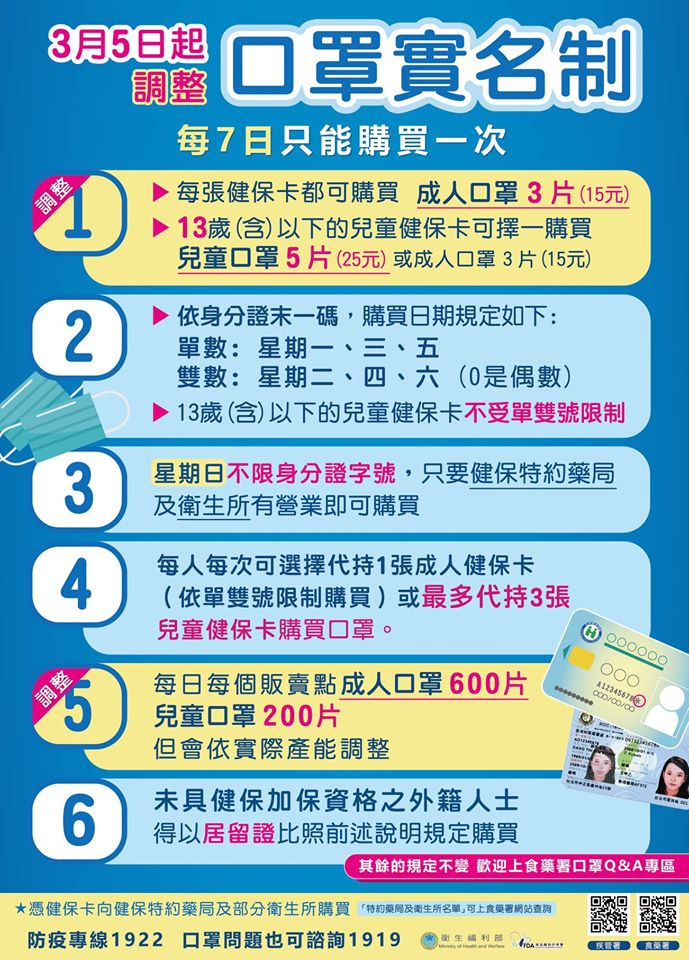 3月5日起
調整
口罩實名制
每7日只能購買一次
調整
1
▶每張健保卡都可購買 成人口罩3片(15元)
▶13歲(含)以下的兒童健保卡可擇一購買
兒童口罩5片(25元)或成人口罩3片(15元)
2
▶依身分證末一碼，購買日期規定如下：
單數：星期一、三、五
雙數：星期二、四、六（0是偶數）
▶13歲(含)以下的兒童健保卡不受單雙號限制
3
星期日不限身分證字號，只要健保特約藥局
及衛生所有營業即可購買
4
每人每次可選擇代持1張成人健保卡
（依單雙號限制購買）或最多代持3張
兒童健保卡購買口罩。
調整
5
每日每個販賣點成人口罩600片
兒童口罩200片
但會依實際產能調整
6
未具健保加保資格之外籍人士
得以居留證比照前述說明規定購買
其餘的規定不變 歡迎上食藥署口罩Q&A專區
★憑健保卡向健保特約藥局及部分衛生所購買 「特約藥局及衛生所名單」可上食藥署網站查詢
防疫專線1922 口罩問題也可諮詢1919
衛生福利部
Ministry of Health and Welfare
FDA
疾管署
食藥署